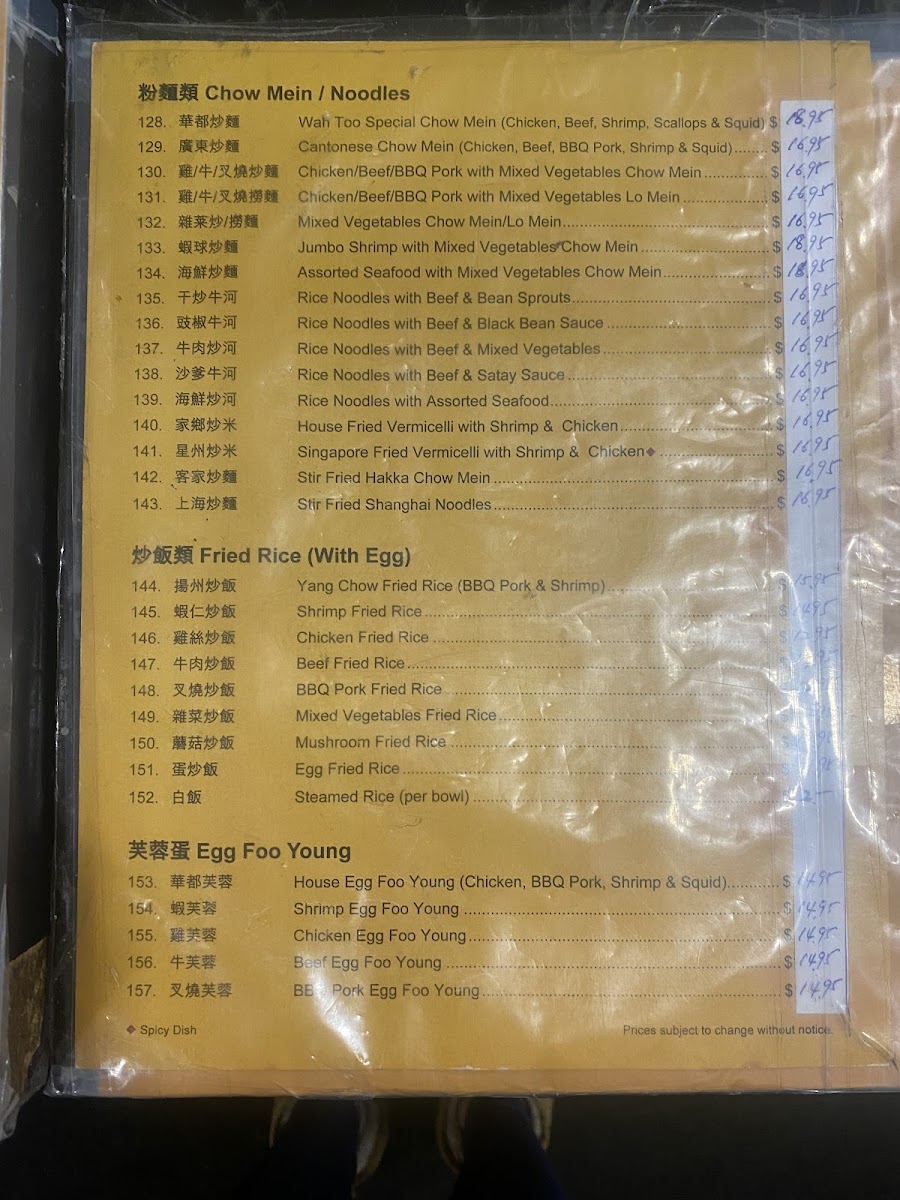 粉麵類 Chow Mein / Noodles
128. 華都炒麵 Wah Too Special Chow Mein (Chicken, Beef, Shrimp, Scallops & Squid) $ 18.95
129. 廣東炒麵 Cantonese Chow Mein (Chicken, Beef, BBQ Pork, Shrimp & Squid)........ $ 16.95
130. 雞/牛/叉燒炒麵 Chicken/Beef/BBQ Pork with Mixed Vegetables Chow Mein ................ $ 16.95
131. 雞/牛/叉燒撈麵 Chicken/Beef/BBQ Pork with Mixed Vegetables Lo Mein ..................... $ 16.95
132. 雜菜炒/撈麵 Mixed Vegetables Chow Mein/Lo Mein................................................ $ 16.95
133. 蝦球炒麵 Jumbo Shrimp with Mixed Vegetables Chow Mein .............................. $ 18.95
134. 海鮮炒麵 Assorted Seafood with Mixed Vegetables Chow Mein......................... $ 18.95
135. 干炒牛河 Rice Noodles with Beef & Bean Sprouts.............................................. $ 16.95
136. 豉椒牛河 Rice Noodles with Beef & Black Bean Sauce ...................................... $ 16.95
137. 牛肉炒河 Rice Noodles with Beef & Mixed Vegetables....................................... $ 16.95
138. 沙爹牛河 Rice Noodles with Beef & Satay Sauce............................................... $ 16.95
139. 海鮮炒河 Rice Noodles with Assorted Seafood................................................... $ 16.95
140. 家鄉炒米 House Fried Vermicelli with Shrimp & Chicken.................................... $ 16.95
141. 星州炒米 Singapore Fried Vermicelli with Shrimp & Chicken◆ .......................... $ 16.95
142. 客家炒麵 Stir Fried Hakka Chow Mein................................................................ $ 16.95
143. 上海炒麵 Stir Fried Shanghai Noodles................................................................ $ 16.95
炒飯類 Fried Rice (With Egg)
144. 揚州炒飯 Yang Chow Fried Rice (BBQ Pork & Shrimp)...................................... $ 15.95
145. 蝦仁炒飯 Shrimp Fried Rice.............................................................................. $ 14.95
146. 雞絲炒飯 Chicken Fried Rice ............................................................................ $
147. 牛肉炒飯 Beef Fried Rice...................................................................................
148. 叉燒炒飯 BBQ Pork Fried Rice .........................................................................
149. 雜菜炒飯 Mixed Vegetables Fried Rice..............................................................
150. 蘑菇炒飯 Mushroom Fried Rice .........................................................................
151. 蛋炒飯 Egg Fried Rice....................................................................................
152. 白飯 Steamed Rice (per bowl) ...................................................................... $
芙蓉蛋 Egg Foo Young
153. 華都芙蓉 House Egg Foo Young (Chicken, BBQ Pork, Shrimp & Squid)........... $ 14.95
154. 蝦芙蓉 Shrimp Egg Foo Young ...................................................................... $ 14.95
155. 雞芙蓉 Chicken Egg Foo Young..................................................................... $ 14.95
156. 牛芙蓉 Beef Egg Foo Young .......................................................................... $ 14.95
157. 叉燒芙蓉 Pork Egg Foo Young.................................................................. $ 14.95
◆ Spicy Dish
Prices subject to change without notice.